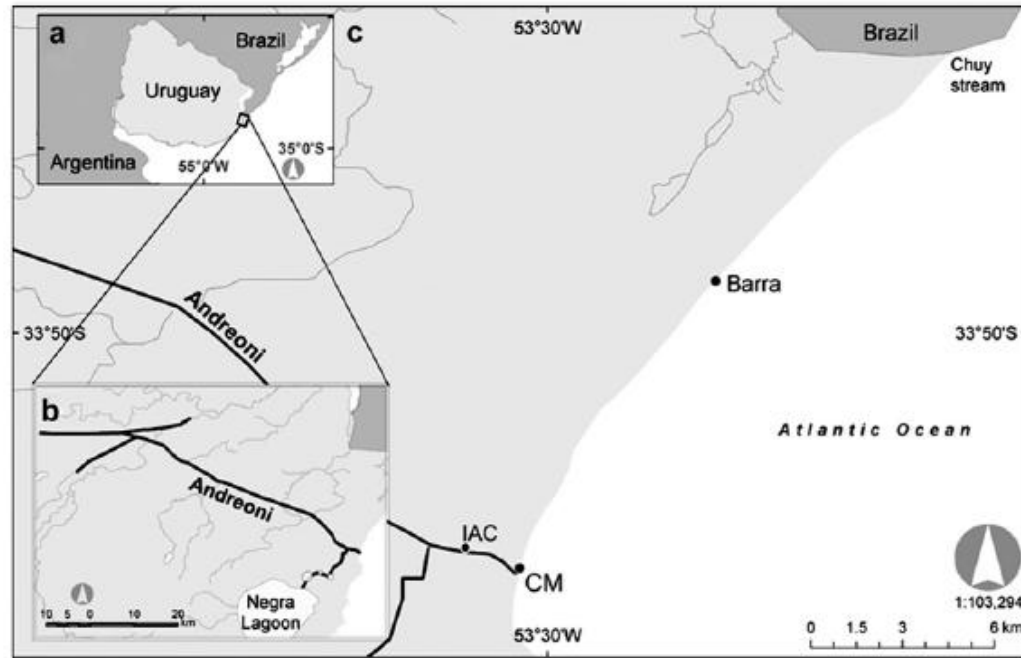 a
Brazil
Uruguay
Argentina
55°0'W
35°0'S
c
53°30'W
Brazil
Chuy
stream
Barra
Andreoni
33°50'S
33°50'S
Atlantic Ocean
b
Andreoni
Negra
Lagoon
10 5 0 10 20
km
IAC
CM
53°30'W
1:103,294
0 1.5 3 6 km